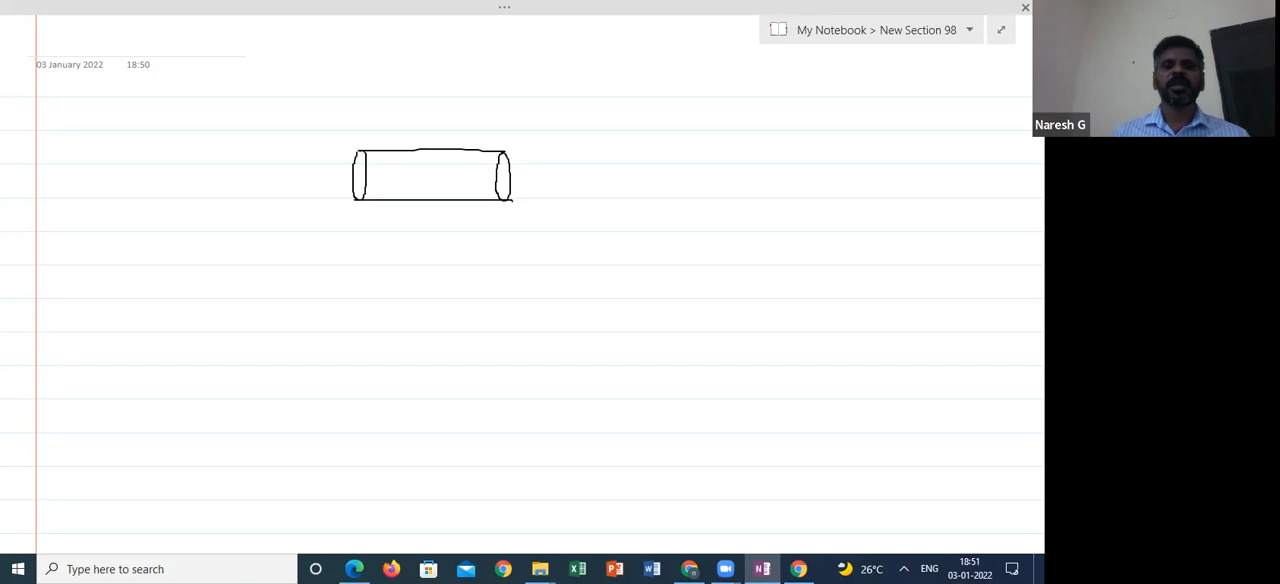 My Notebook > New Section 98
03 January 2022 18:50
Naresh G
Type here to search
26°C
ENG
18:51
03-01-2022